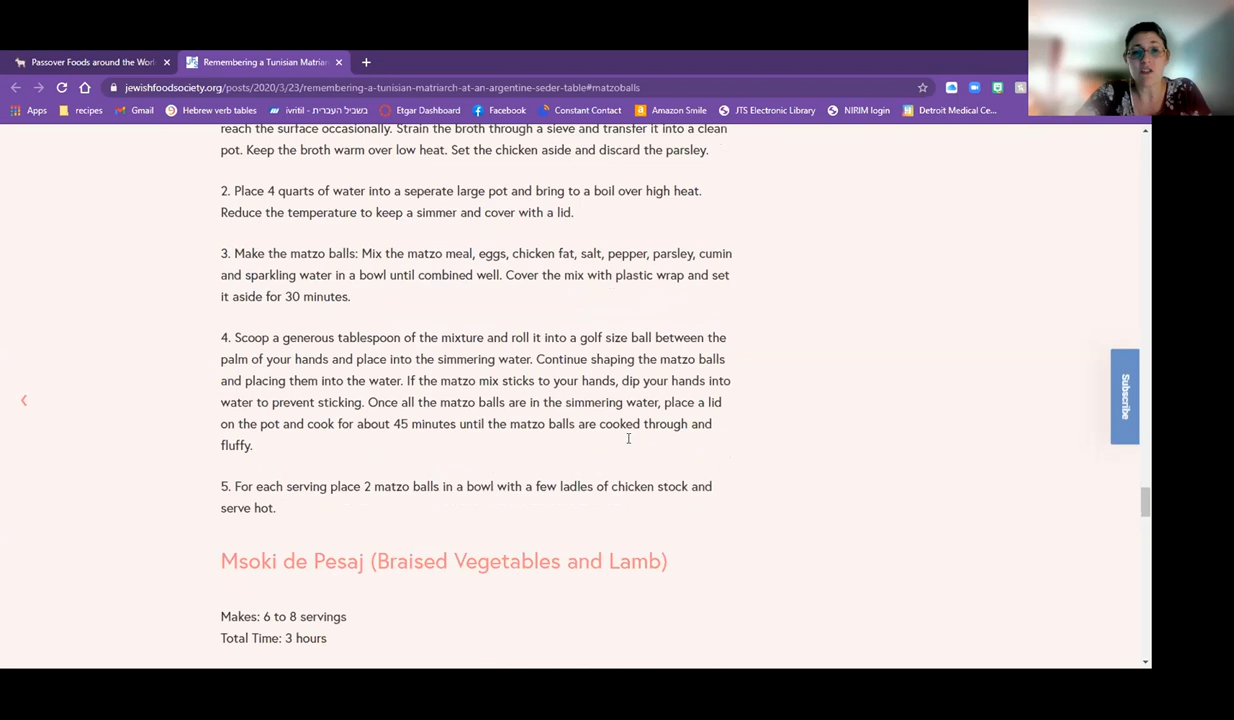 Passover Foods around the Worl
Remembering a Tunisian Matriar
jewishfoodsociety.org/posts/2020/3/23/remembering-a-tunisian-matriarch-at-an-argentine-seder-table#matzoballs
Apps recipes Gmail Hebrew verb tables ivritil - בשביל העברית Etgar Dashboard Facebook Constant Contact Amazon Smile JTS Electronic Library NIRIM login Detroit Medical Ce...
reach the surface occasionally. Strain the broth through a sieve and transfer it into a clean
pot. Keep the broth warm over low heat. Set the chicken aside and discard the parsley.
2. Place 4 quarts of water into a seperate large pot and bring to a boil over high heat.
Reduce the temperature to keep a simmer and cover with a lid.
3. Make the matzo balls: Mix the matzo meal, eggs, chicken fat, salt, pepper, parsley, cumin
and sparkling water in a bowl until combined well. Cover the mix with plastic wrap and set
it aside for 30 minutes.
4. Scoop a generous tablespoon of the mixture and roll it into a golf size ball between the
palm of your hands and place into the simmering water. Continue shaping the matzo balls
and placing them into the water. If the matzo mix sticks to your hands, dip your hands into
water to prevent sticking. Once all the matzo balls are in the simmering water, place a lid
on the pot and cook for about 45 minutes until the matzo balls are cooked through and
fluffy.
Subscribe
5. For each serving place 2 matzo balls in a bowl with a few ladles of chicken stock and
serve hot.
Msoki de Pesaj (Braised Vegetables and Lamb)
Makes: 6 to 8 servings
Total Time: 3 hours